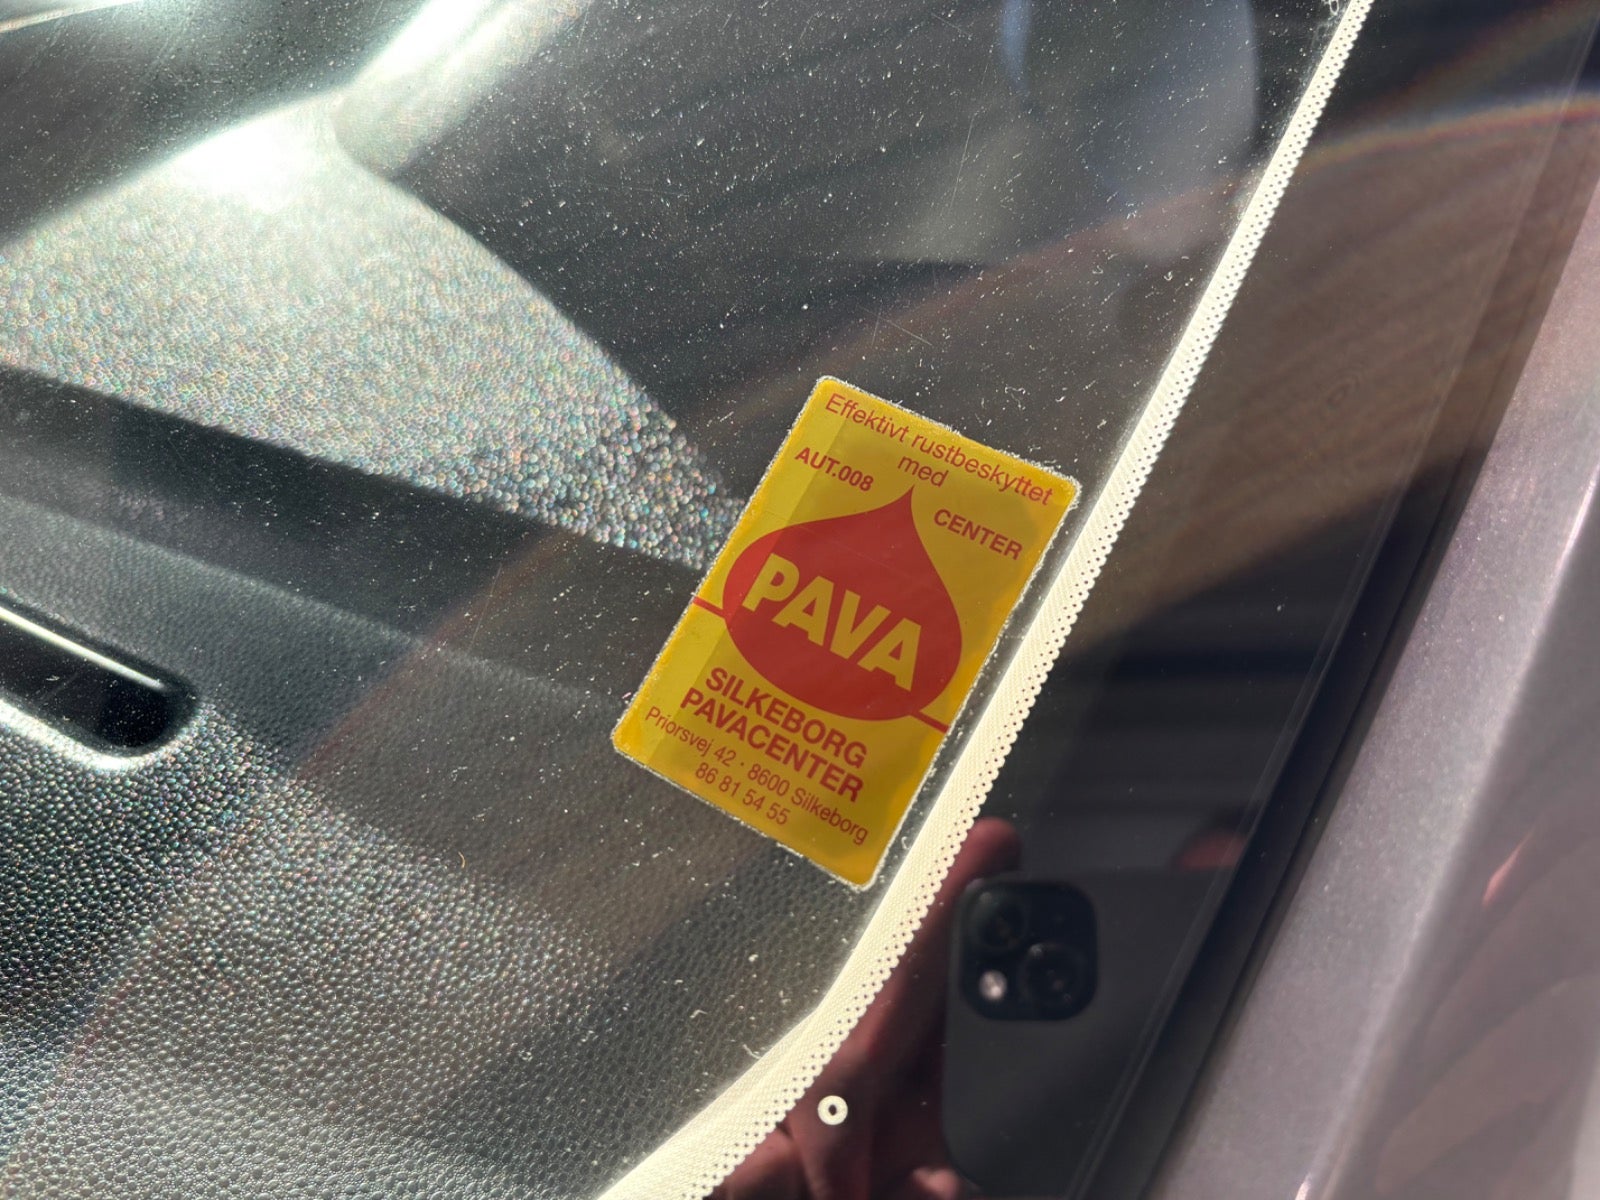 Effektivt rustbeskyttet
med
AUT.008
CENTER
PAVA
SILKEBORG
PAVACENTER
Priorsvej 42 · 8600 Silkeborg
86 81 54 55